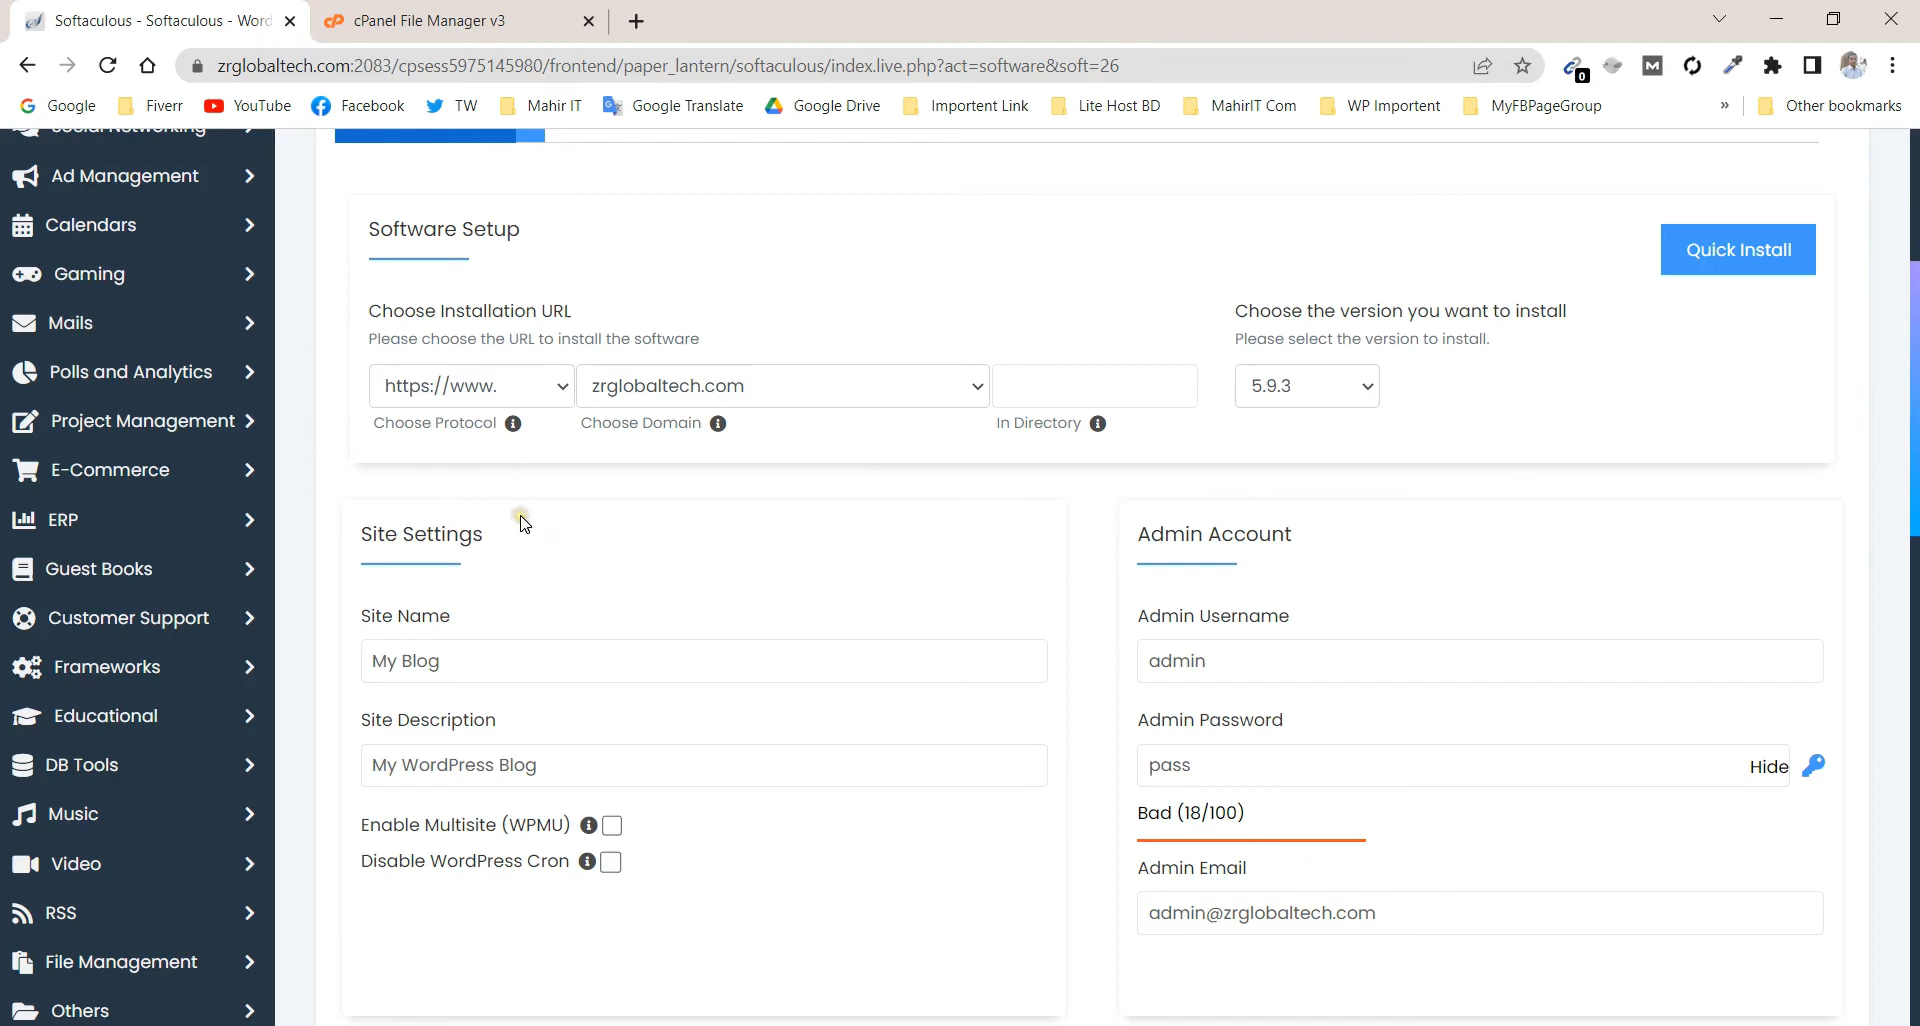 Softaculous - Softaculous - Word
cPanel File Manager v3
zrglobaltech.com:2083/cpsess5975145980/frontend/paper_lantern/softaculous/index.live.php?act=software&soft=26
0
M
Google
Fiverr
YouTube
Facebook
TW
Mahir IT
Google Translate
Google Drive
Importent Link
Lite Host BD
MahirIT Com
WP Importent
MyFBPageGroup
»
Other bookmarks
Social Networking
Ad Management
Calendars
Gaming
Mails
Polls and Analytics
Project Management
E-Commerce
ERP
Guest Books
Customer Support
Frameworks
Educational
DB Tools
Music
Video
RSS
File Management
Others
Software Setup
Quick Install
Choose Installation URL
Please choose the URL to install the software
https://www.
zrglobaltech.com
Choose Protocol
Choose Domain
In Directory
Choose the version you want to install
Please select the version to install.
5.9.3
Site Settings
Site Name
My Blog
Site Description
My WordPress Blog
Enable Multisite (WPMU)
Disable WordPress Cron
Admin Account
Admin Username
admin
Admin Password
pass
Hide
Bad (18/100)
Admin Email
admin@zrglobaltech.com